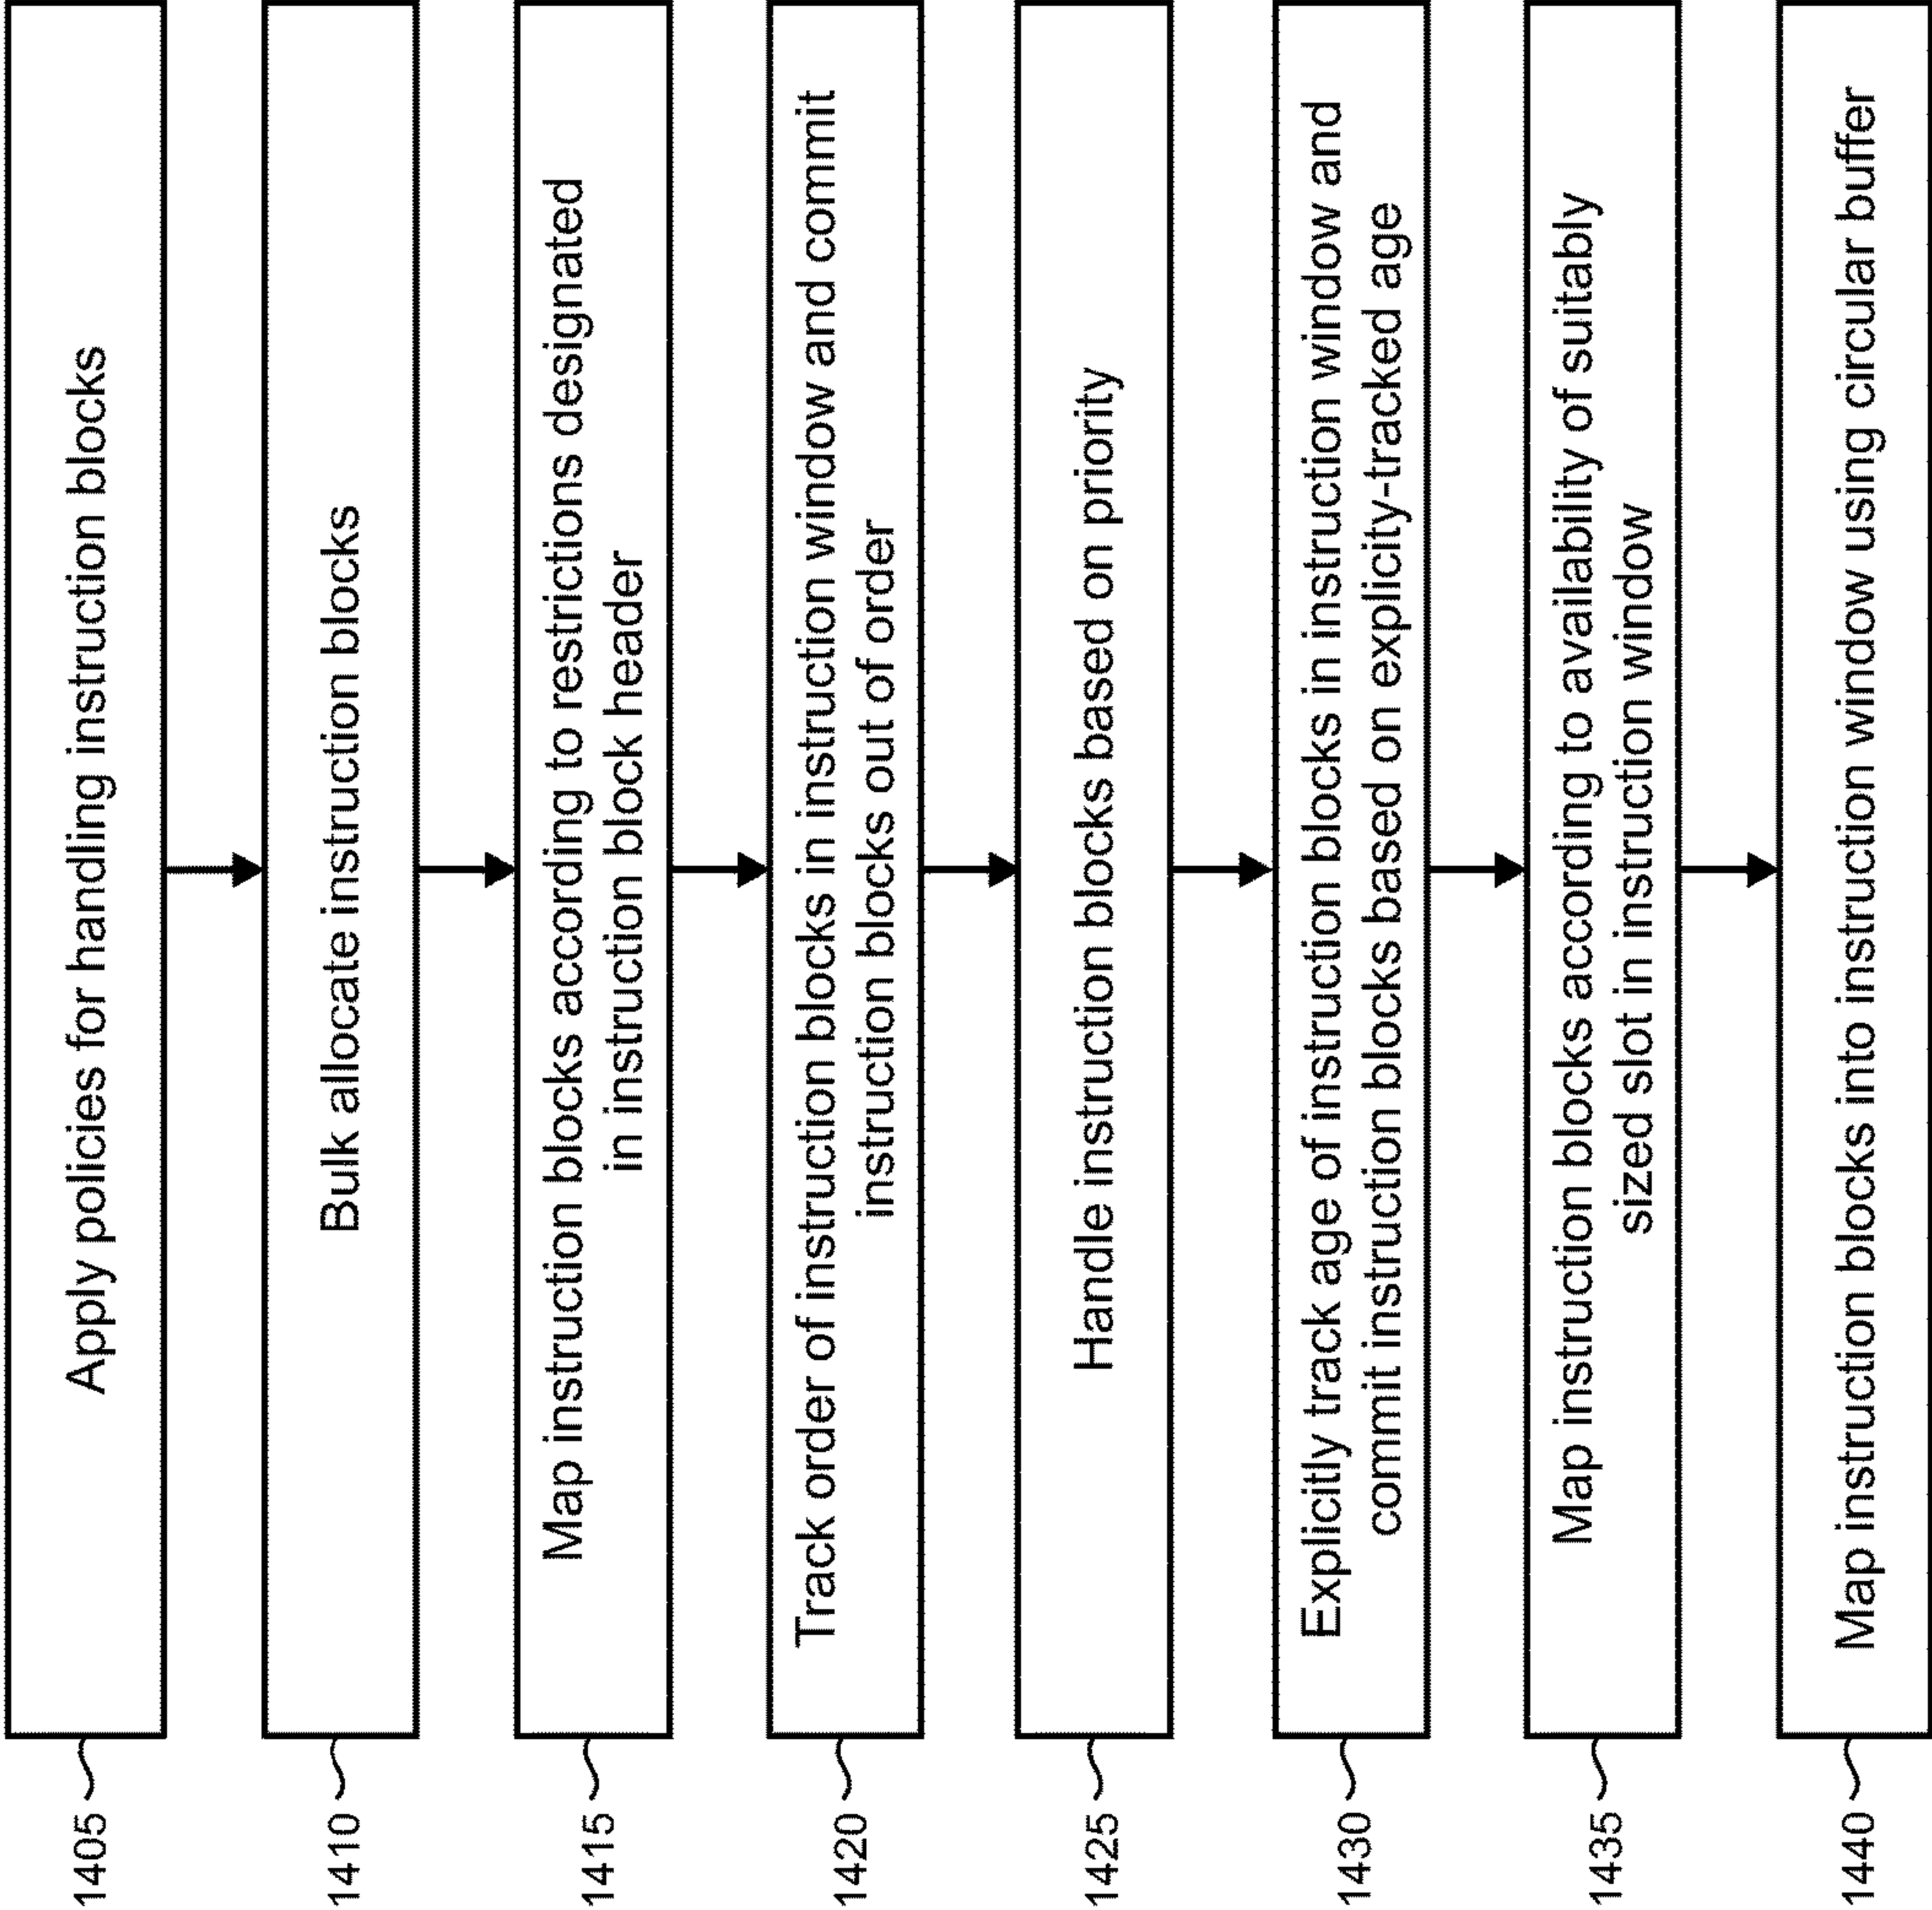 1405
Apply policies for handling instruction blocks
1410
Bulk allocate instruction blocks
1415
Map instruction blocks according to restrictions designated
in instruction block header
1420
Track order of instruction blocks in instruction window and commit
instruction blocks out of order
1425
Handle instruction blocks based on priority
1430
Explicitly track age of instruction blocks in instruction window and
commit instruction blocks based on explicity-tracked age
1435
Map instruction blocks according to availability of suitably
sized slot in instruction window
1440
Map instruction blocks into instruction window using circular buffer